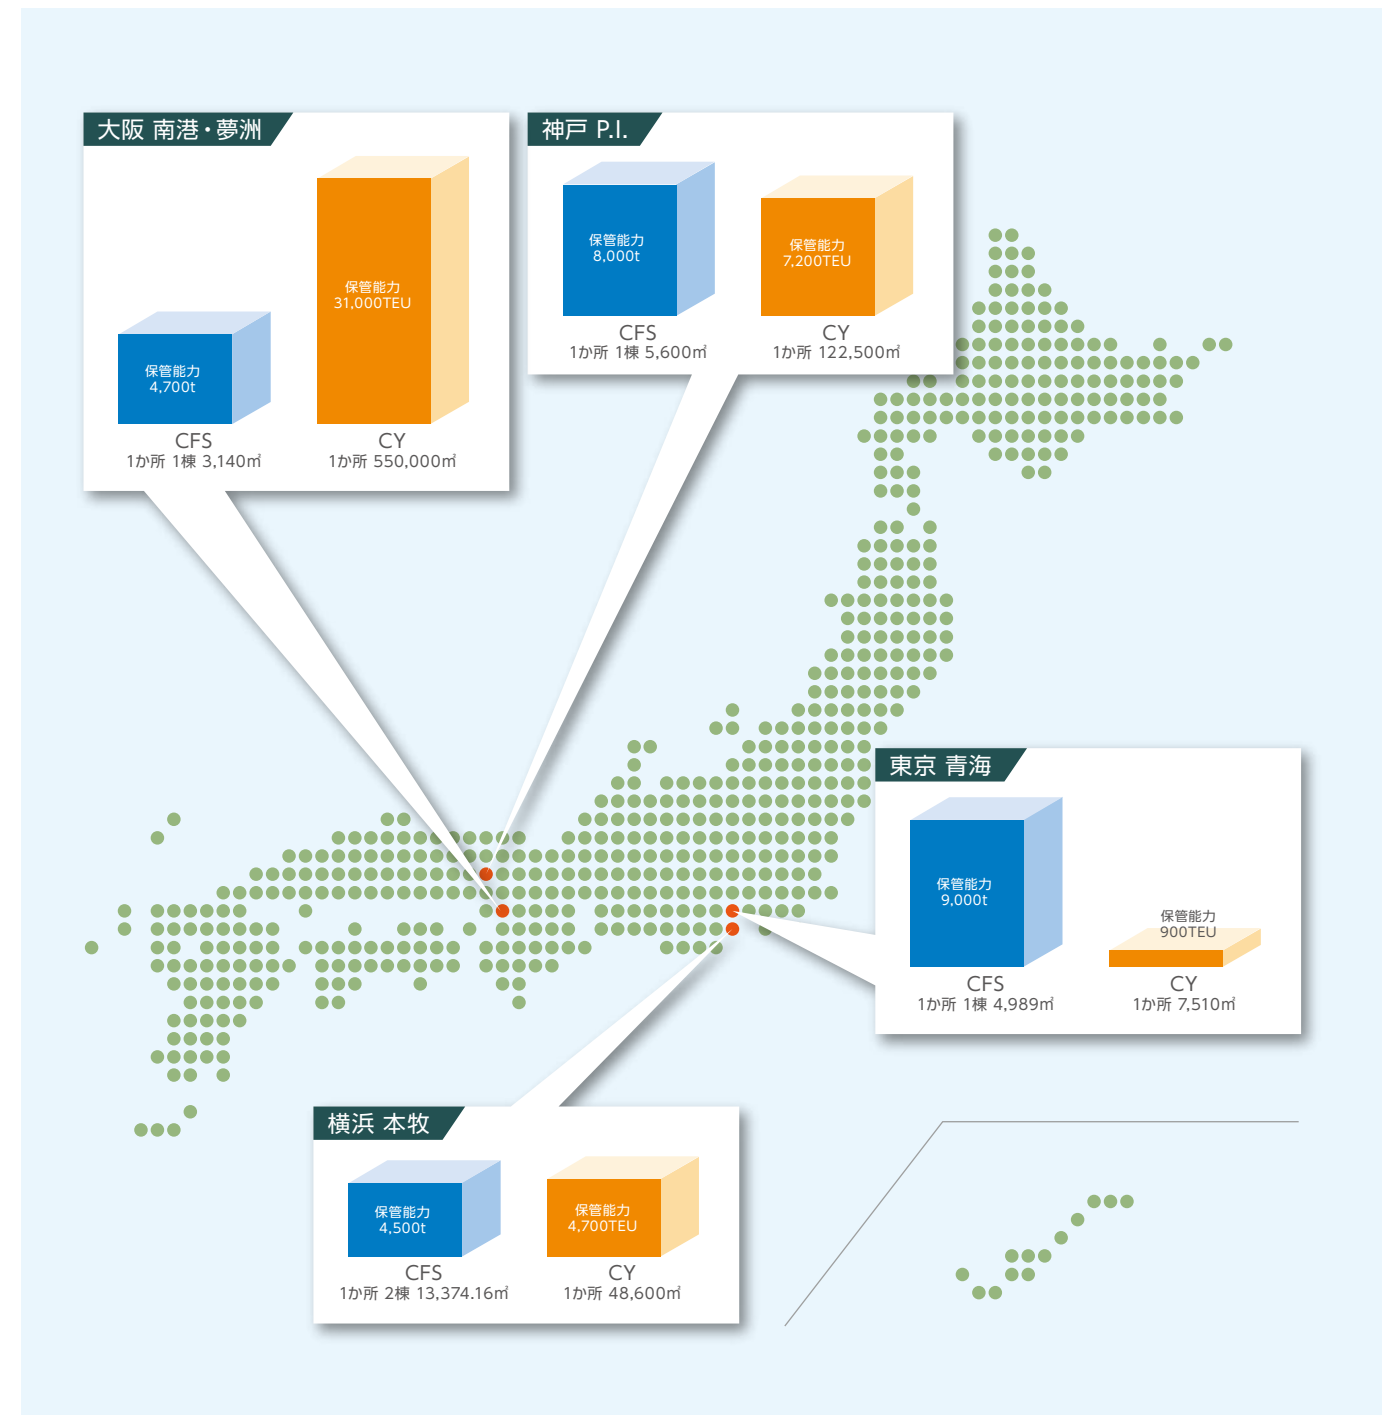 大阪 南港・夢洲
保管能力
4,700t
CFS
1か所 1棟 3,140㎡
保管能力
31,000TEU
CY
1か所 550,000㎡
神戸 P.I.
保管能力
8,000t
CFS
1か所 1棟 5,600㎡
保管能力
7,200TEU
CY
1か所 122,500㎡
東京 青海
保管能力
9,000t
CFS
1か所 1棟 4,989㎡
保管能力
900TEU
CY
1か所 7,510㎡
横浜 本牧
保管能力
4,500t
CFS
1か所 2棟 13,374.16㎡
保管能力
4,700TEU
CY
1か所 48,600㎡